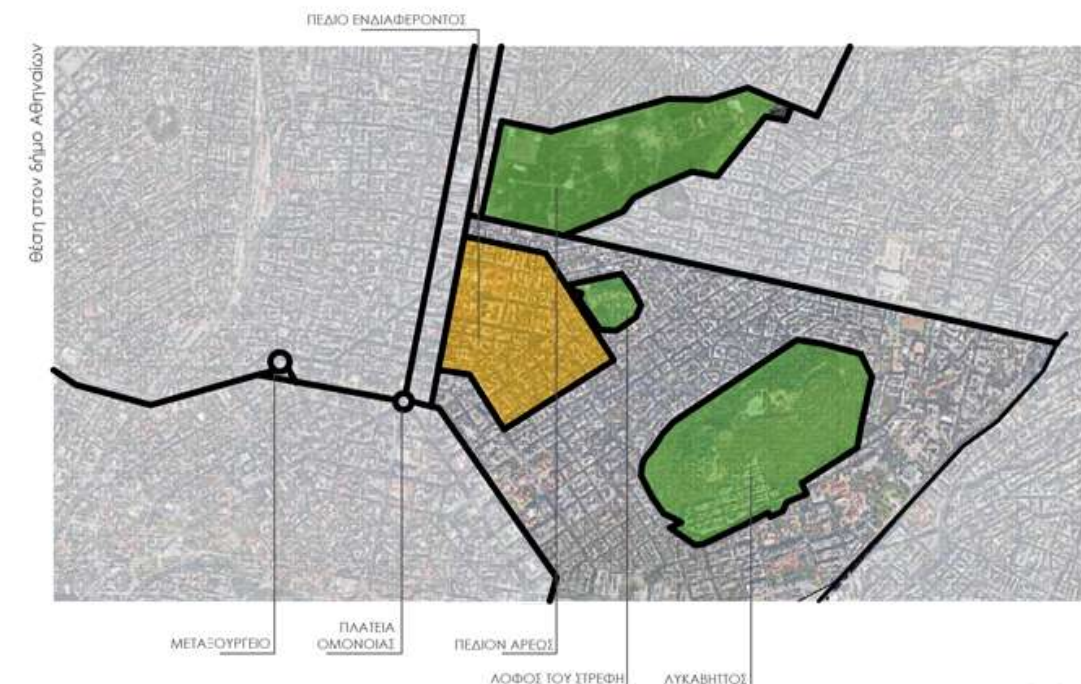 ΠΕΔΙΟ ΕΝΔΙΑΦΕΡΟΝΤΟΣ
θέση στον δήμο Αθηναίων
ΜΕΤΑΞΟΥΡΓΕΙΟ
ΠΛΑΤΕΙΑ
ΟΜΟΝΟΙΑΣ
ΠΕΔΙΟΝ ΑΡΕΩΣ
ΛΟΦΟΣ ΤΟΥ ΣΤΡΕΦΗ
ΛΥΚΑΒΗΤΤΟΣ